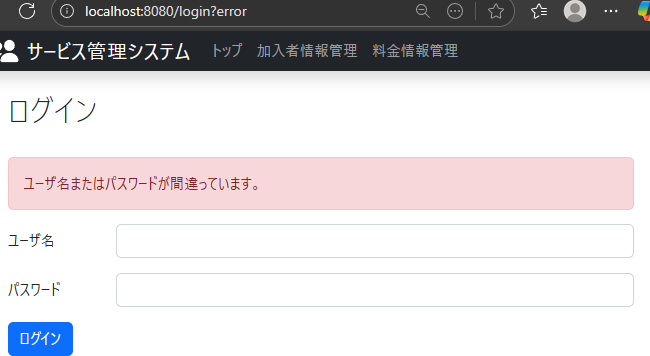 localhost:8080/login?error
サービス管理システム トップ 加入者情報管理 料金情報管理
ログイン
ユーザ名またはパスワードが間違っています。
ユーザ名
パスワード
ログイン